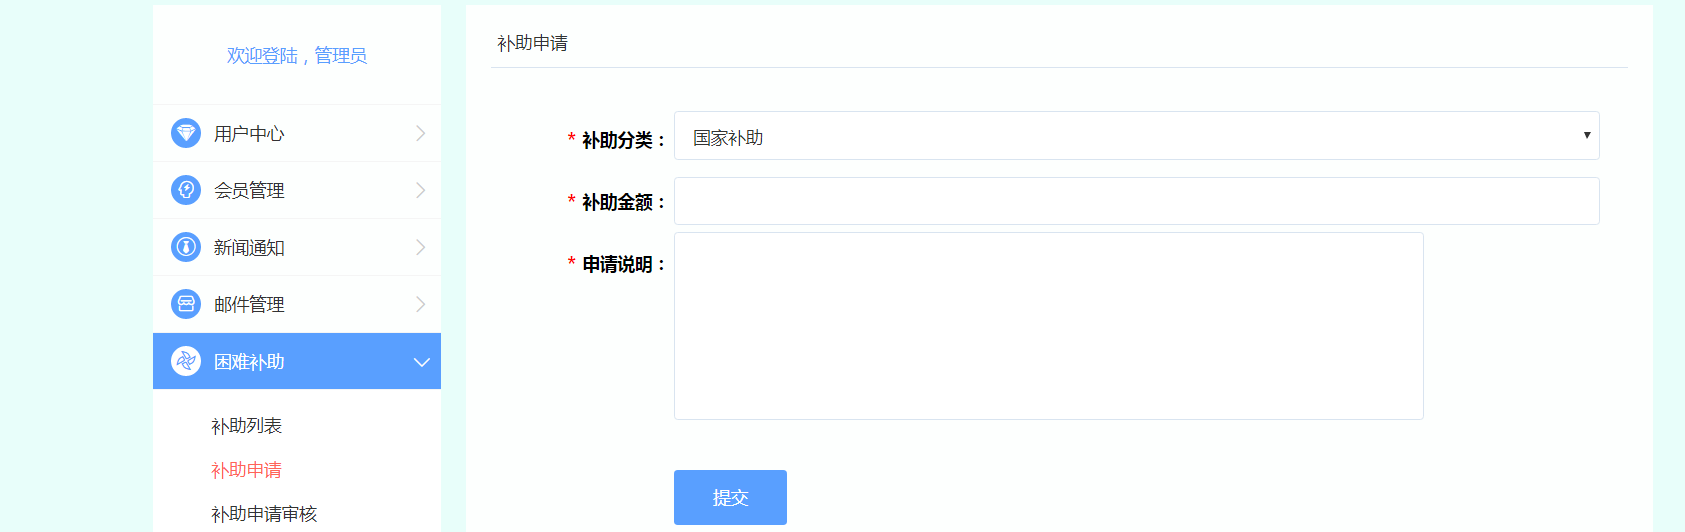 欢迎登陆，管理员
用户中心
会员管理
新闻通知
邮件管理
困难补助
补助列表
补助申请
补助申请审核
补助申请
* 补助分类： 国家补助
* 补助金额：
* 申请说明：
提交